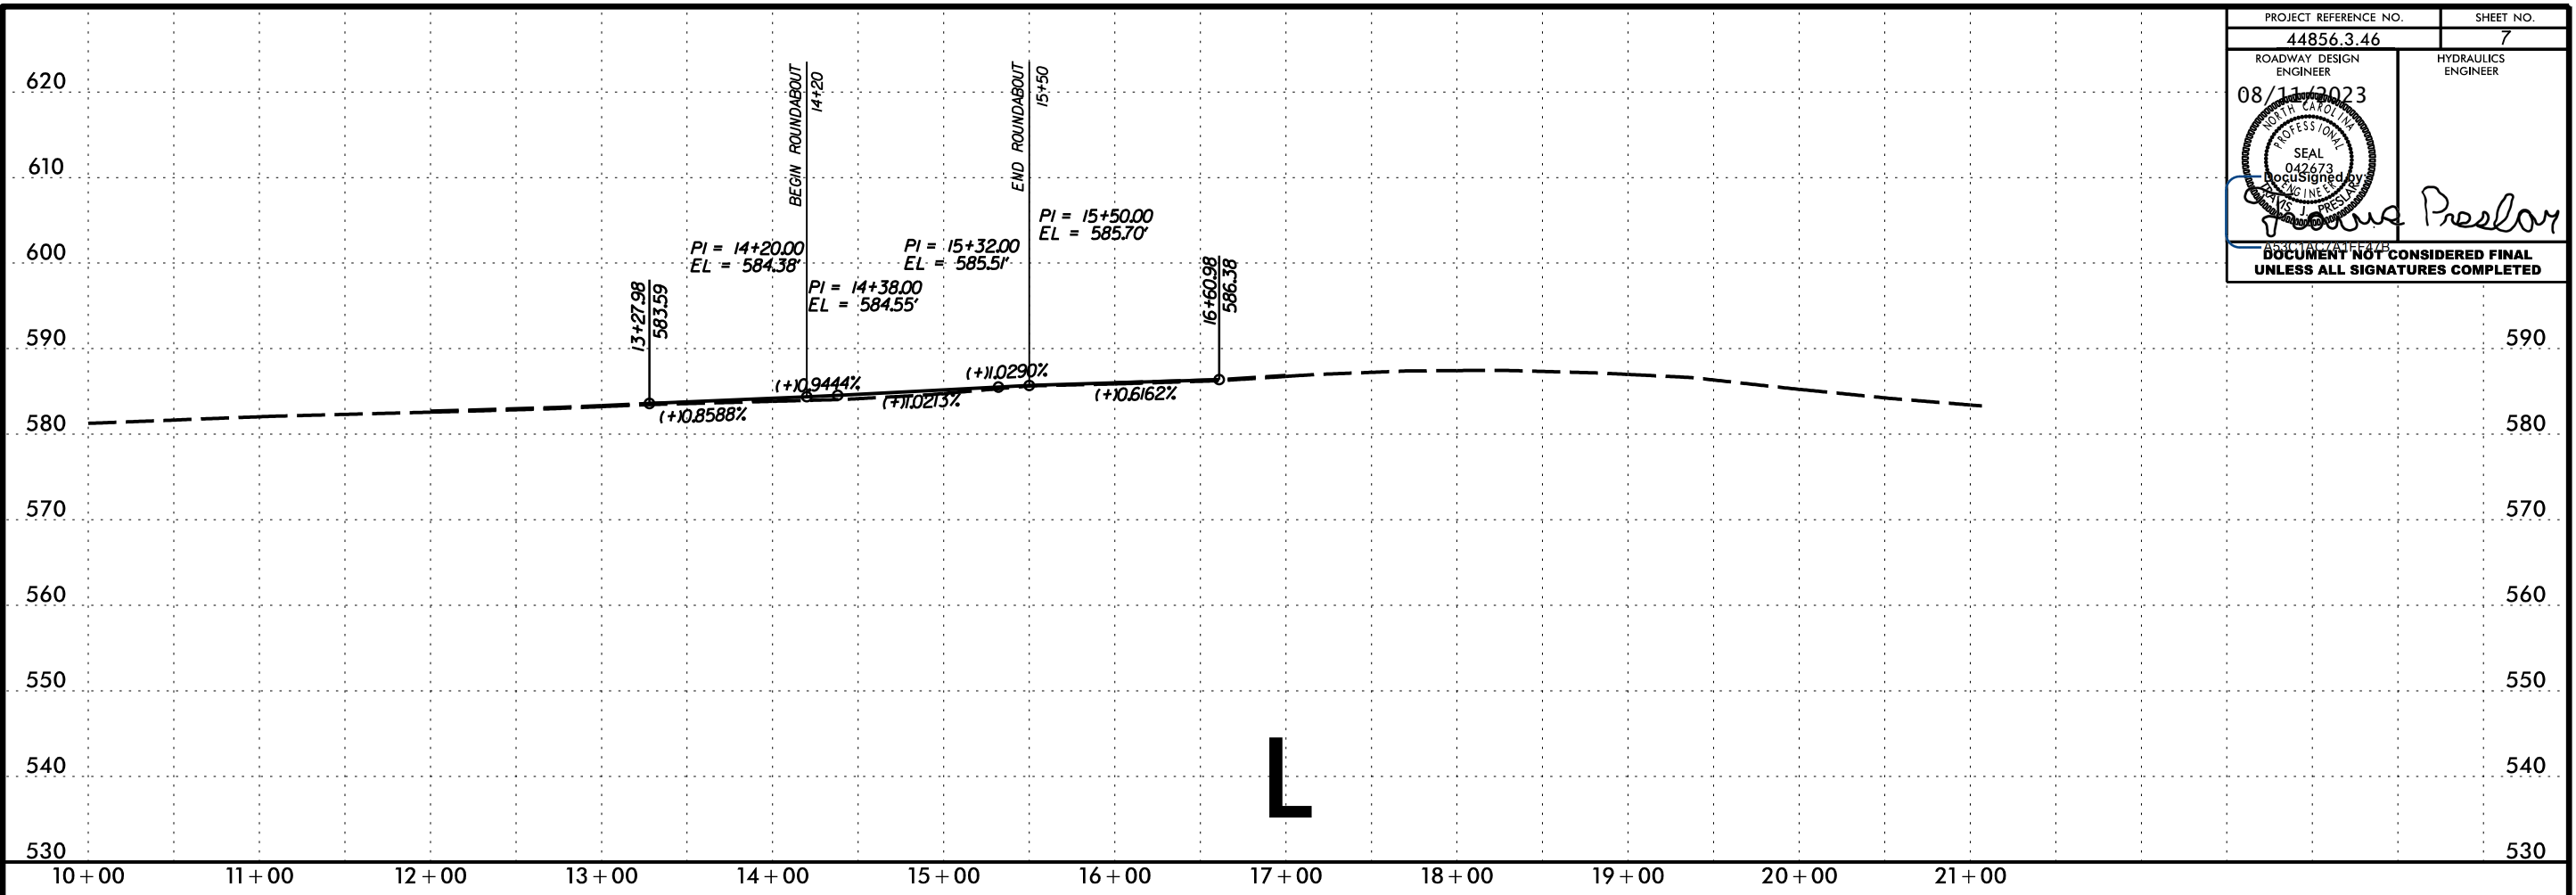 PROJECT REFERENCE NO.
SHEET NO.
44856.3.46
7
ROADWAY DESIGN
ENGINEER
HYDRAULICS
ENGINEER
08/11/2023
NORTH CAROLINA
PROFESSIONAL
SEAL
042673
ENGINEER
TRAVIS J. PRESLAR
DocuSigned by:
A53C1AC7A1FF47B
DOCUMENT NOT CONSIDERED FINAL
UNLESS ALL SIGNATURES COMPLETED
BEGIN ROUNDABOUT
14+20
END ROUNDABOUT
15+50
PI = 15+50.00
EL = 585.70'
PI = 14+20.00
EL = 584.38'
PI = 15+32.00
EL = 585.51'
PI = 14+38.00
EL = 584.55'
13+27.98
583.59
16+60.98
586.38
(+)0.8588%
(+)0.9444%
(+)1.0213%
(+)1.0290%
(+)0.6162%
620
610
600
590
590
580
580
570
570
560
560
550
550
540
540
530
530
L
10+00 11+00 12+00 13+00 14+00 15+00 16+00 17+00 18+00 19+00 20+00 21+00